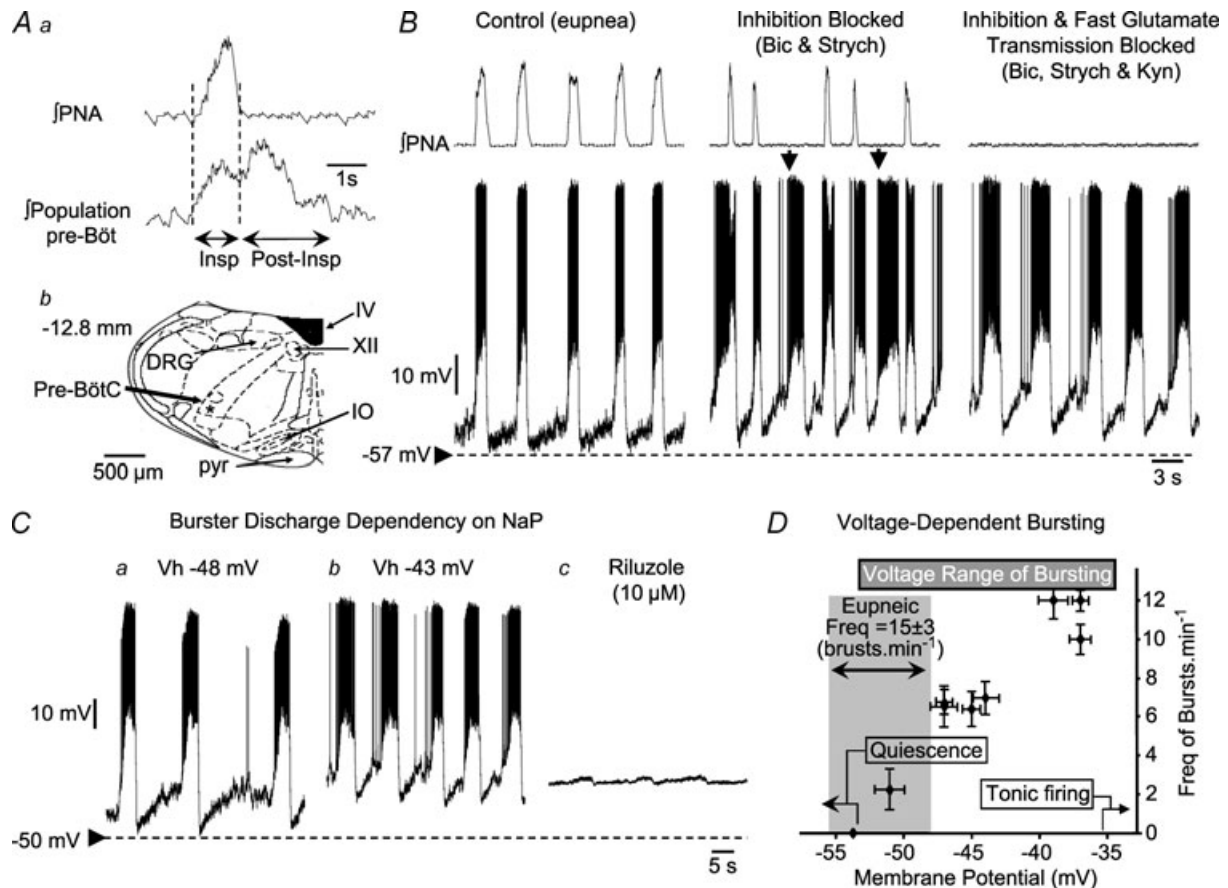 A a
∫PNA
1s
∫Population
pre-Böt
Insp Post-Insp
b
-12.8 mm
IV
XII
DRG
Pre-BötC
*
IO
pyr
500 µm
B Control (eupnea)
Inhibition Blocked
(Bic & Strych)
Inhibition & Fast Glutamate
Transmission Blocked
(Bic, Strych & Kyn)
∫PNA
10 mV
-57 mV
3 s
C Burster Discharge Dependency on NaP
a Vh -48 mV
b Vh -43 mV
c Riluzole
(10 µM)
10 mV
-50 mV
5 s
D Voltage-Dependent Bursting
Voltage Range of Bursting
Eupneic
Freq =15±3
(brusts.min⁻¹)
Quiescence
Tonic firing
12
10
8
6
4
2
0
Freq of Bursts.min⁻¹
-55 -50 -45 -40 -35
Membrane Potential (mV)